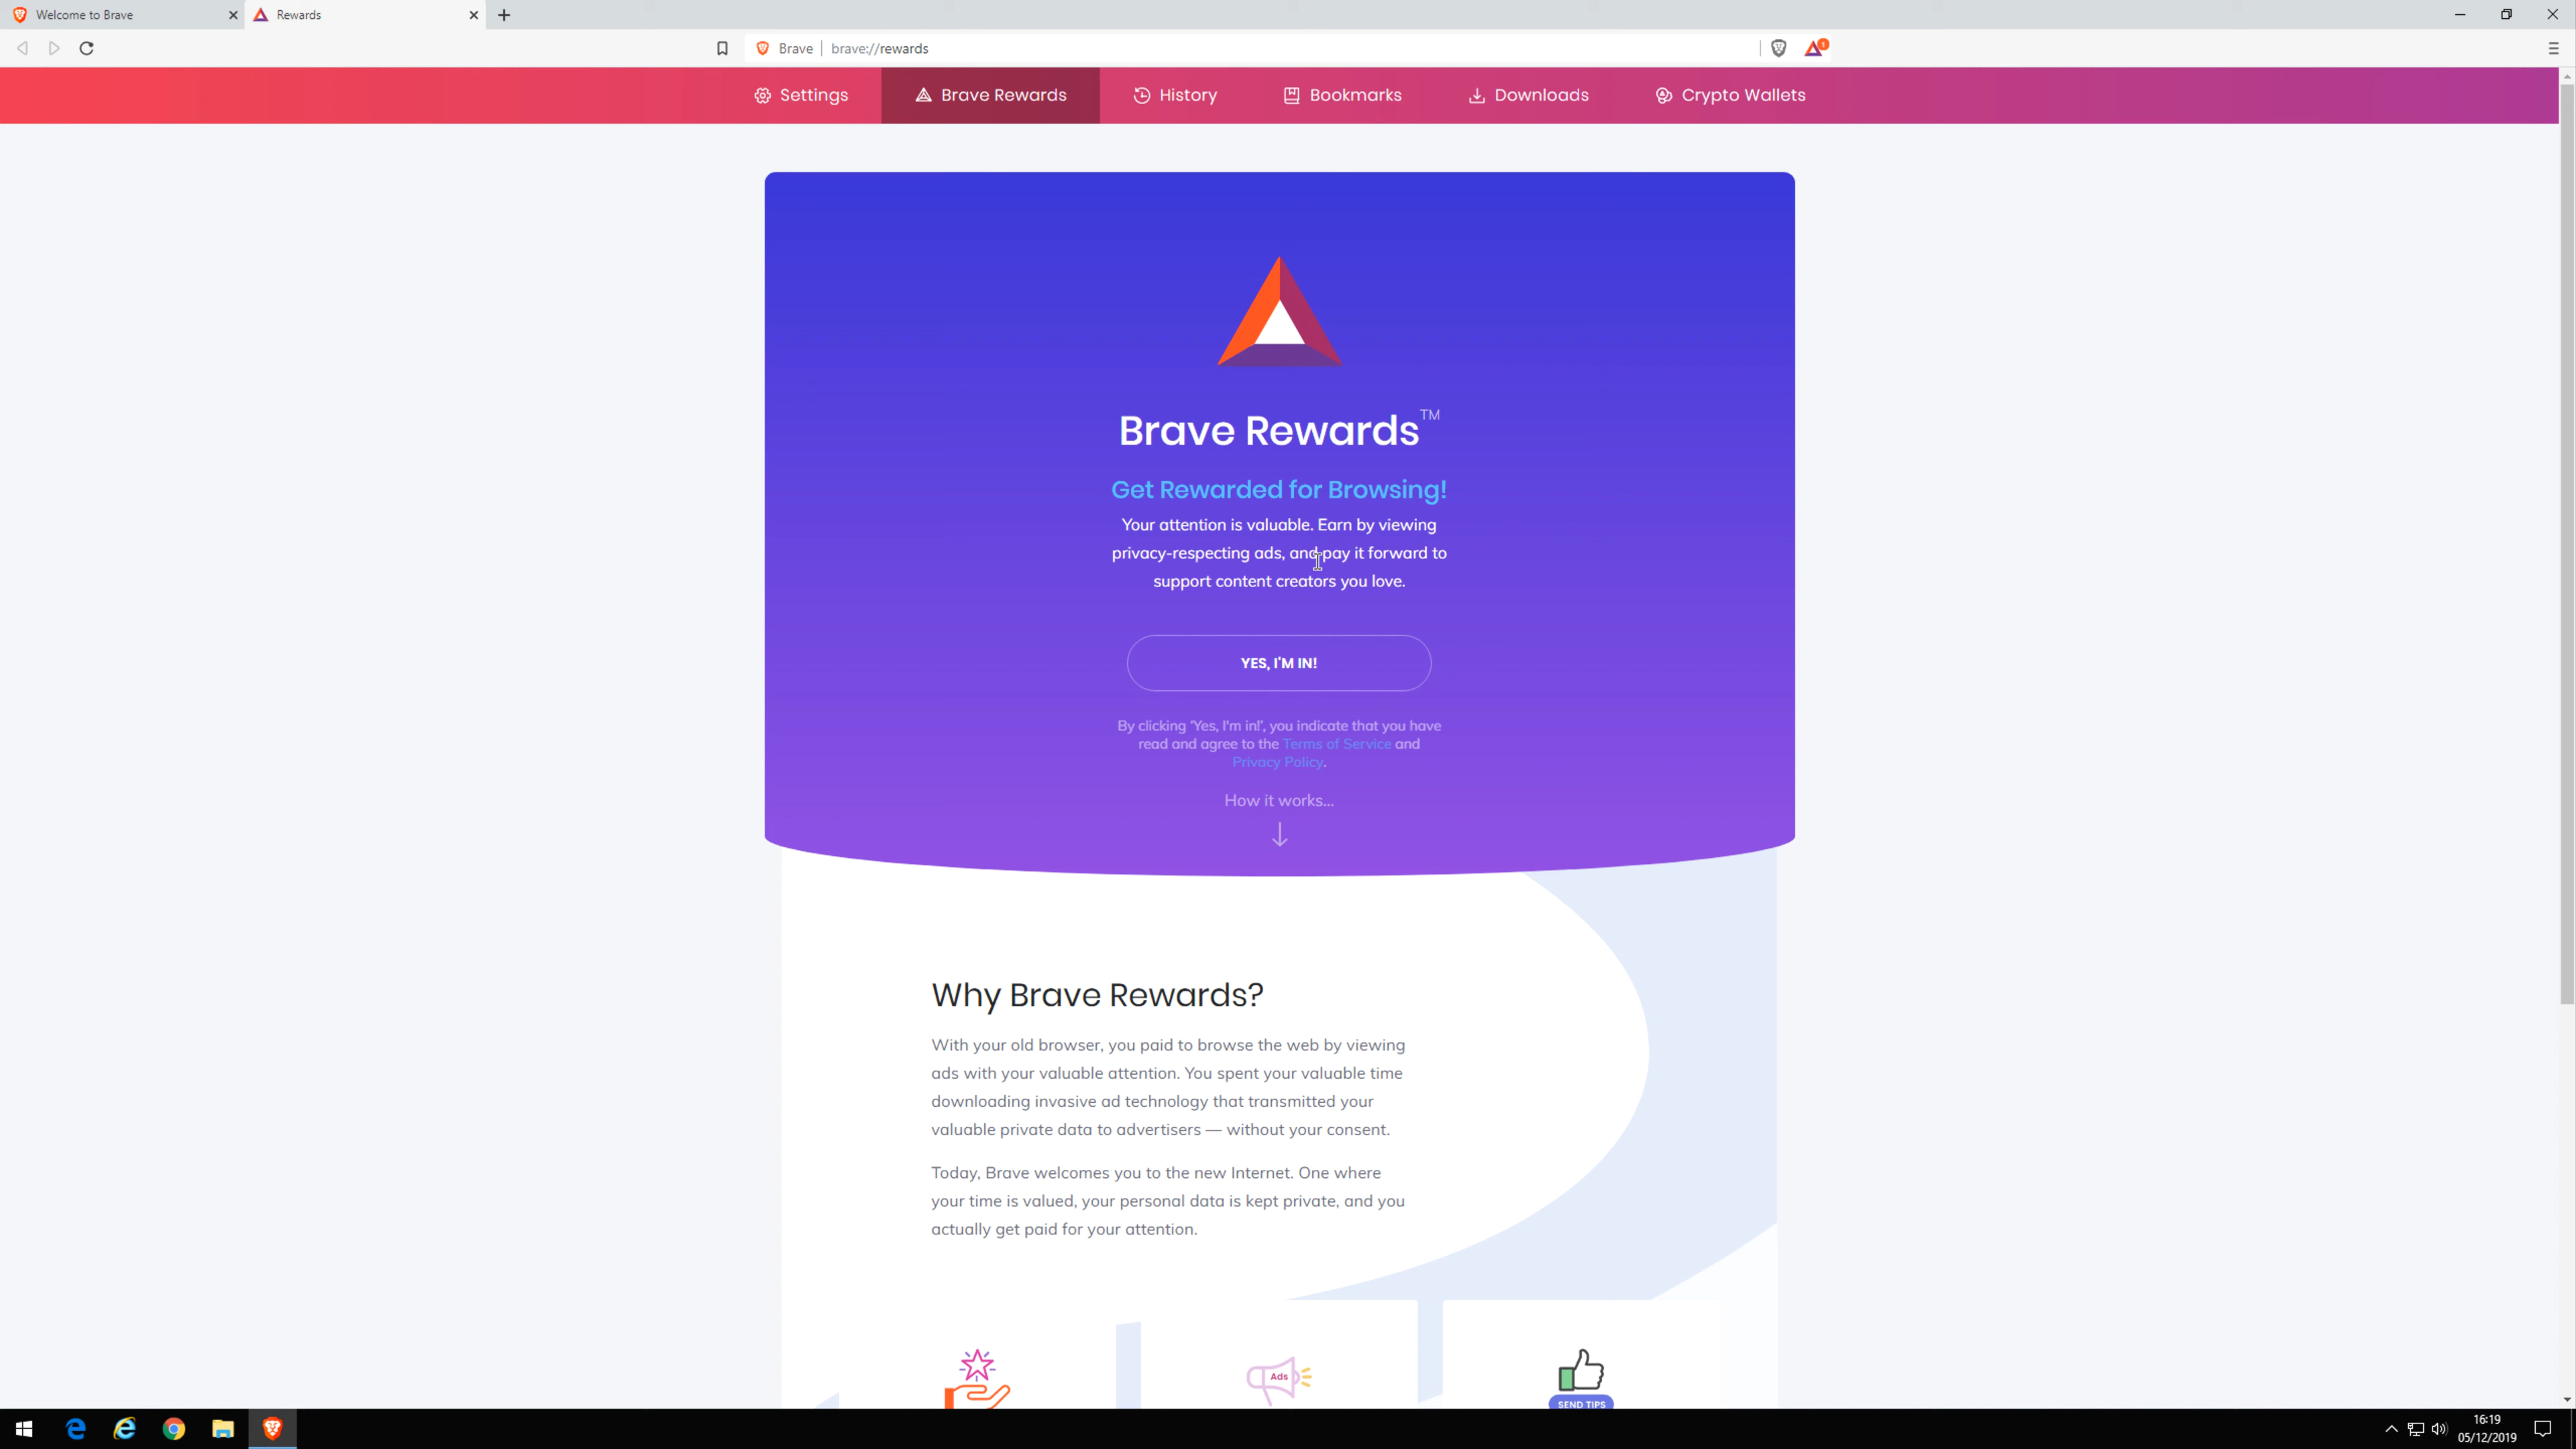 Welcome to Brave
Rewards
Brave
brave://rewards
1
Settings
Brave Rewards
History
Bookmarks
Downloads
Crypto Wallets
Brave Rewards™
Get Rewarded for Browsing!
Your attention is valuable. Earn by viewing
privacy-respecting ads, and pay it forward to
support content creators you love.
YES, I'M IN!
By clicking 'Yes, I'm in!', you indicate that you have
read and agree to the Terms of Service and
Privacy Policy.
How it works...
Why Brave Rewards?
With your old browser, you paid to browse the web by viewing
ads with your valuable attention. You spent your valuable time
downloading invasive ad technology that transmitted your
valuable private data to advertisers — without your consent.
Today, Brave welcomes you to the new Internet. One where
your time is valued, your personal data is kept private, and you
actually get paid for your attention.
Ads
SEND TIPS
16:19
05/12/2019